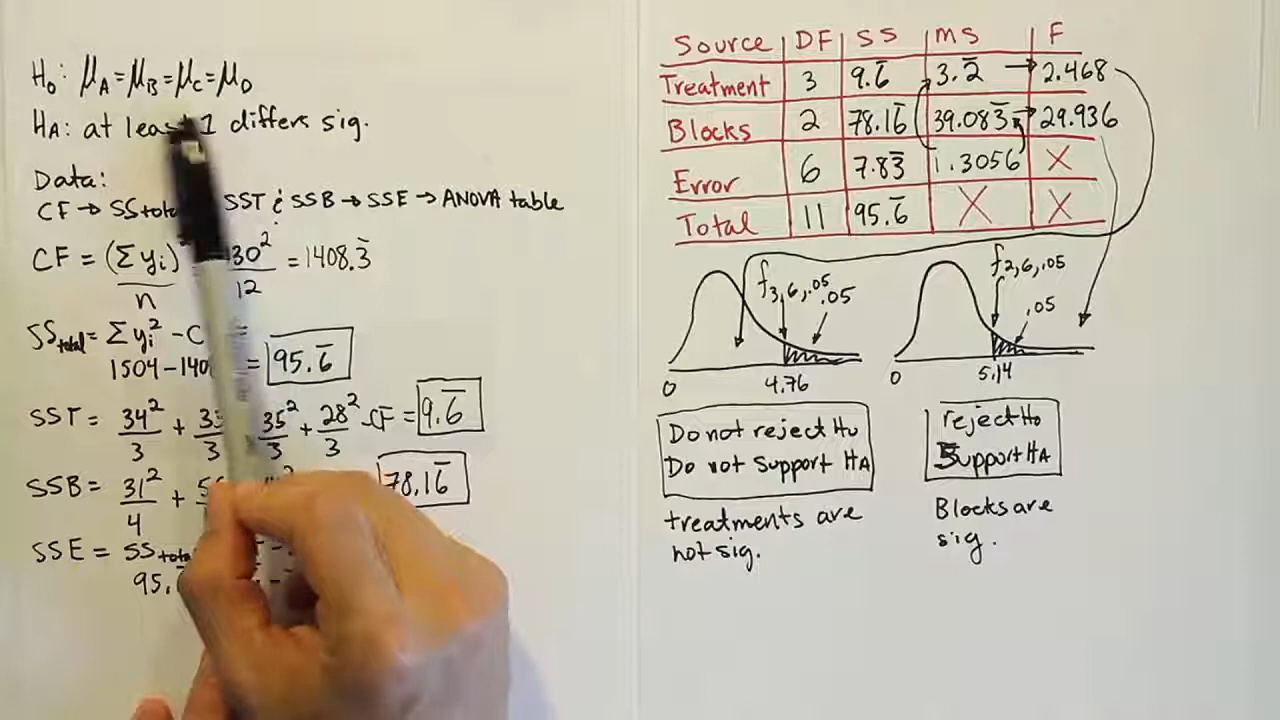 H₀: μA = μB = μC = μD
HA: at least 1 differs sig.
Data:
CF → SStotal SST & SSB → SSE → ANOVA table
CF = (Σyi)² / n 130² / 12 = 1408.3̅
SStotal = Σyi² - C =
1504 - 140 = 95.6̅
SST = 34²/3 + 3 /3 35²/3 + 28²/3 - CF = 9.6̅
SSB = 31²/4 + 5 78.16̅
SSE = SStotal
95.
Source DF SS MS F
Treatment 3 9.6̅ 3.2̅ → 2.468
Blocks 2 78.16̅ 39.083̅ → 29.936
Error 6 7.83̅ 1.3056 X
Total 11 95.6̅ X X
f3,6,.05 .05
0 4.76
f2,6,.05 .05
0 5.14
Do not reject H₀
Do not support HA
treatments are
not sig.
reject H₀
Support HA
Blocks are
sig.